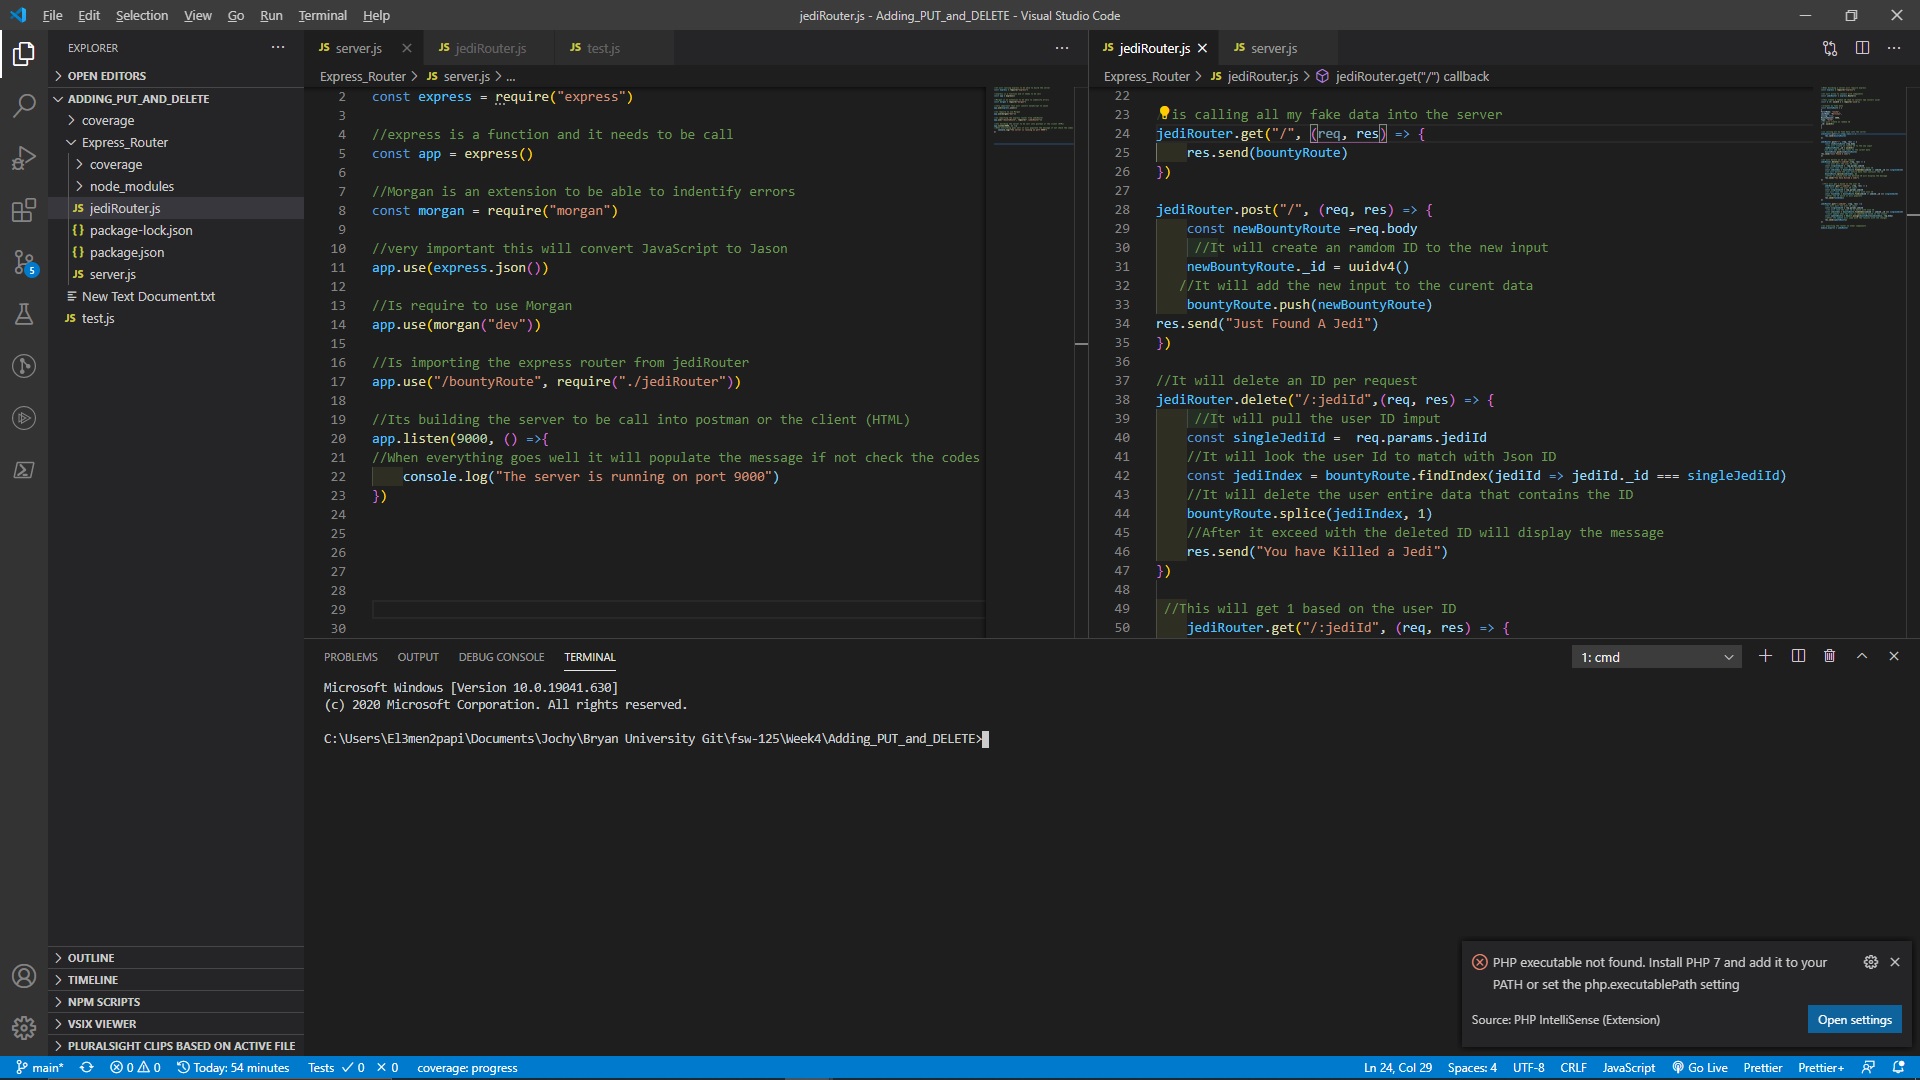 File Edit Selection View Go Run Terminal Help
jediRouter.js - Adding_PUT_and_DELETE - Visual Studio Code
EXPLORER
OPEN EDITORS
ADDING_PUT_AND_DELETE
coverage
Express_Router
coverage
node_modules
JS jediRouter.js
{} package-lock.json
{} package.json
JS server.js
New Text Document.txt
JS test.js
OUTLINE
TIMELINE
NPM SCRIPTS
VSIX VIEWER
PLURALSIGHT CLIPS BASED ON ACTIVE FILE
5
JS server.js JS jediRouter.js JS test.js
Express_Router > JS server.js > ...
2 const express = require("express")
3
4 //express is a function and it needs to be call
5 const app = express()
6
7 //Morgan is an extension to be able to indentify errors
8 const morgan = require("morgan")
9
10 //very important this will convert JavaScript to Jason
11 app.use(express.json())
12
13 //Is require to use Morgan
14 app.use(morgan("dev"))
15
16 //Is importing the express router from jediRouter
17 app.use("/bountyRoute", require("./jediRouter"))
18
19 //Its building the server to be call into postman or the client (HTML)
20 app.listen(9000, () =>{
21 //When everything goes well it will populate the message if not check the codes
22 console.log("The server is running on port 9000")
23 })
24
25
26
27
28
29
30
JS jediRouter.js JS server.js
Express_Router > JS jediRouter.js > jediRouter.get("/") callback
22
23 is calling all my fake data into the server
24 jediRouter.get("/", (req, res) => {
25 res.send(bountyRoute)
26 })
27
28 jediRouter.post("/", (req, res) => {
29 const newBountyRoute =req.body
30 //It will create an ramdom ID to the new input
31 newBountyRoute._id = uuidv4()
32 //It will add the new input to the curent data
33 bountyRoute.push(newBountyRoute)
34 res.send("Just Found A Jedi")
35 })
36
37 //It will delete an ID per request
38 jediRouter.delete("/:jediId",(req, res) => {
39 //It will pull the user ID imput
40 const singleJediId = req.params.jediId
41 //It will look the user Id to match with Json ID
42 const jediIndex = bountyRoute.findIndex(jediId => jediId._id === singleJediId)
43 //It will delete the user entire data that contains the ID
44 bountyRoute.splice(jediIndex, 1)
45 //After it exceed with the deleted ID will display the message
46 res.send("You have Killed a Jedi")
47 })
48
49 //This will get 1 based on the user ID
50 jediRouter.get("/:jediId", (req, res) => {
PROBLEMS OUTPUT DEBUG CONSOLE TERMINAL
1: cmd
Microsoft Windows [Version 10.0.19041.630]
(c) 2020 Microsoft Corporation. All rights reserved.
C:\Users\El3men2papi\Documents\Jochy\Bryan University Git\fsw-125\Week4\Adding_PUT_and_DELETE>
PHP executable not found. Install PHP 7 and add it to your
PATH or set the php.executablePath setting
Source: PHP IntelliSense (Extension)
Open settings
main* 0 0 Today: 54 minutes Tests 0 0 coverage: progress
Ln 24, Col 29 Spaces: 4 UTF-8 CRLF JavaScript Go Live Prettier Prettier+